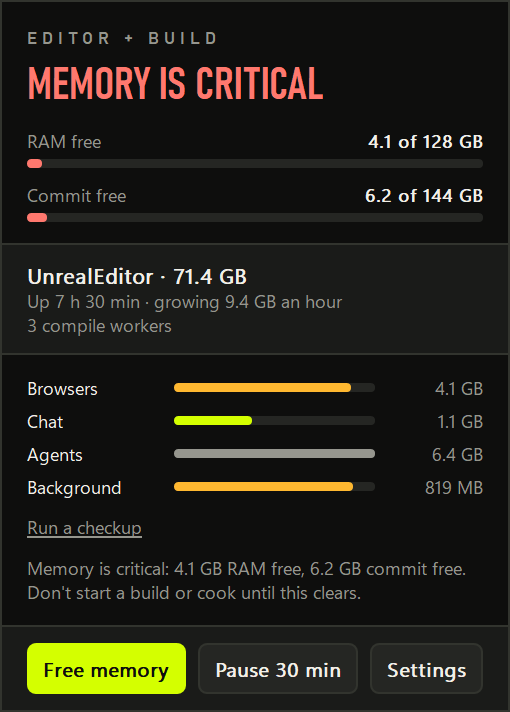 EDITOR + BUILD
MEMORY IS CRITICAL
RAM free 4.1 of 128 GB
Commit free 6.2 of 144 GB
UnrealEditor · 71.4 GB
Up 7 h 30 min · growing 9.4 GB an hour
3 compile workers
Browsers 4.1 GB
Chat 1.1 GB
Agents 6.4 GB
Background 819 MB
Run a checkup
Memory is critical: 4.1 GB RAM free, 6.2 GB commit free.
Don't start a build or cook until this clears.
Free memory Pause 30 min Settings